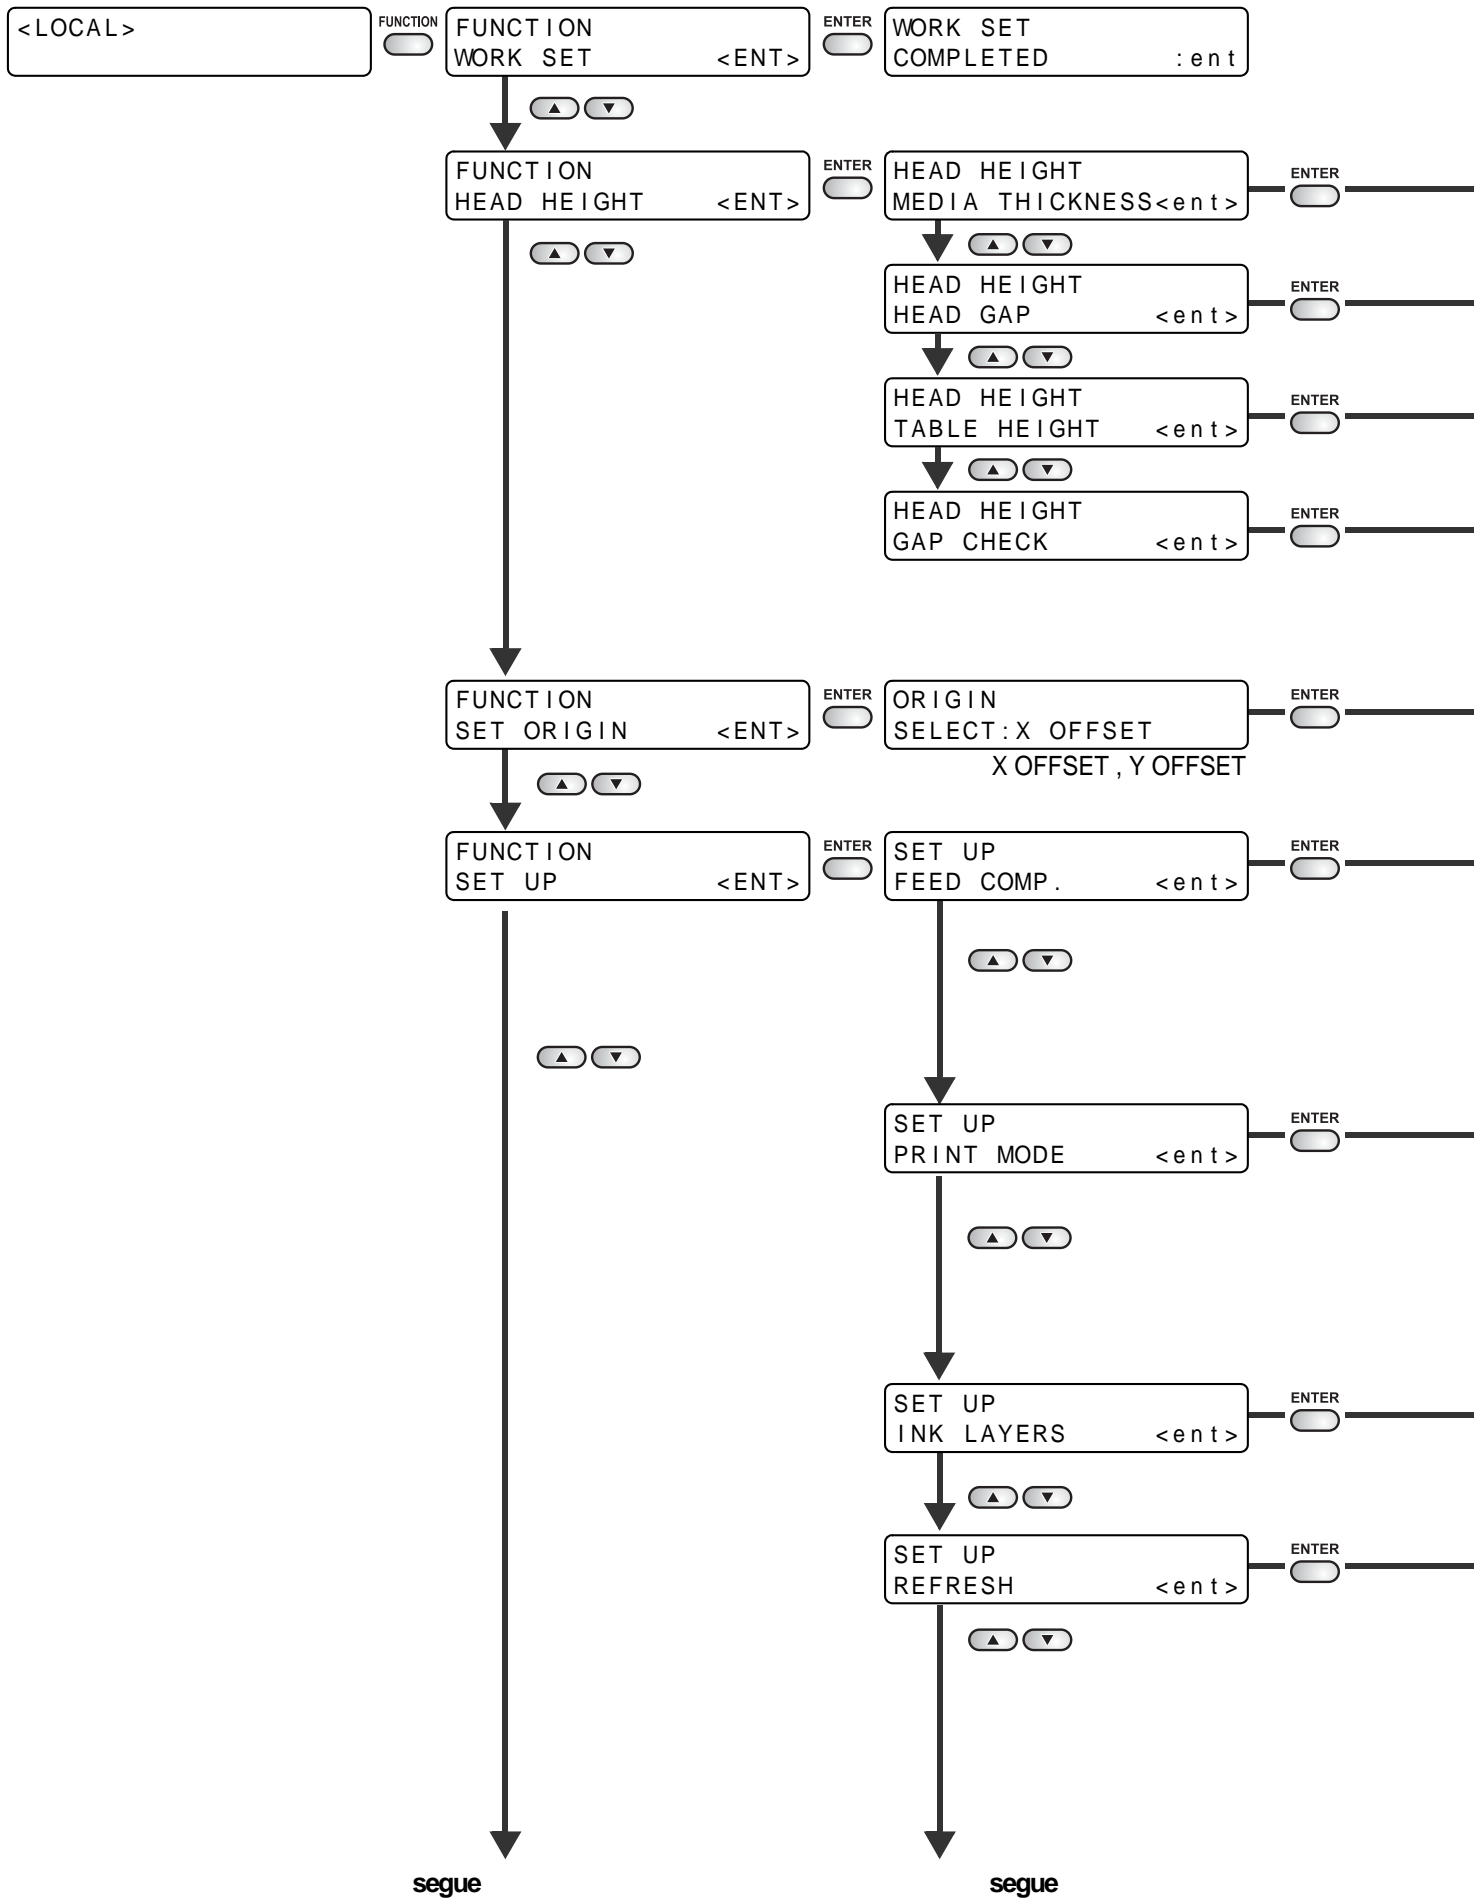 <LOCAL>
FUNCTION
FUNCTION
WORK SET <ENT>
ENTER
WORK SET
COMPLETED :ent
FUNCTION
HEAD HEIGHT <ENT>
ENTER
HEAD HEIGHT
MEDIA THICKNESS<ent>
ENTER
HEAD HEIGHT
HEAD GAP <ent>
ENTER
HEAD HEIGHT
TABLE HEIGHT <ent>
ENTER
HEAD HEIGHT
GAP CHECK <ent>
ENTER
FUNCTION
SET ORIGIN <ENT>
ENTER
ORIGIN
SELECT:X OFFSET
ENTER
X OFFSET , Y OFFSET
FUNCTION
SET UP <ENT>
ENTER
SET UP
FEED COMP. <ent>
ENTER
SET UP
PRINT MODE <ent>
ENTER
SET UP
INK LAYERS <ent>
ENTER
SET UP
REFRESH <ent>
ENTER
segue
segue